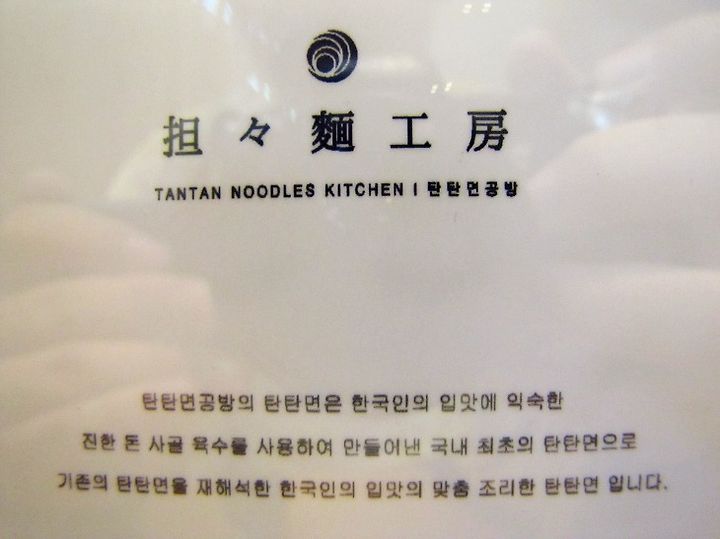 担々麵工房
TANTAN NOODLES KITCHEN I 탄탄면공방
탄탄면공방의 탄탄면은 한국인의 입맛에 익숙한
진한 돈 사골 육수를 사용하여 만들어낸 국내 최초의 탄탄면으로
기존의 탄탄면을 재해석한 한국인의 입맛의 맞춤 조리한 탄탄면 입니다.